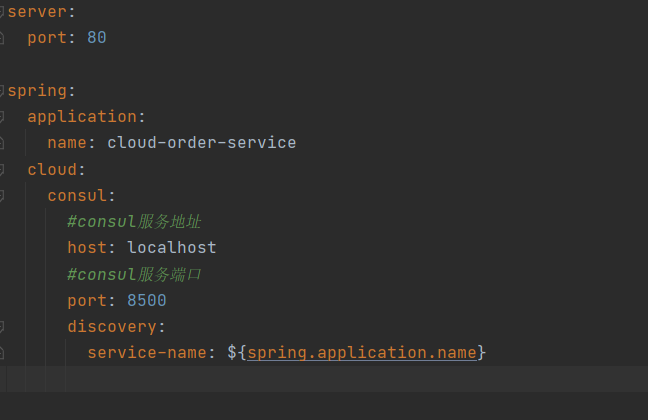 server:
  port: 80
spring:
  application:
    name: cloud-order-service
  cloud:
    consul:
      #consul服务地址
      host: localhost
      #consul服务端口
      port: 8500
      discovery:
        service-name: ${spring.application.name}